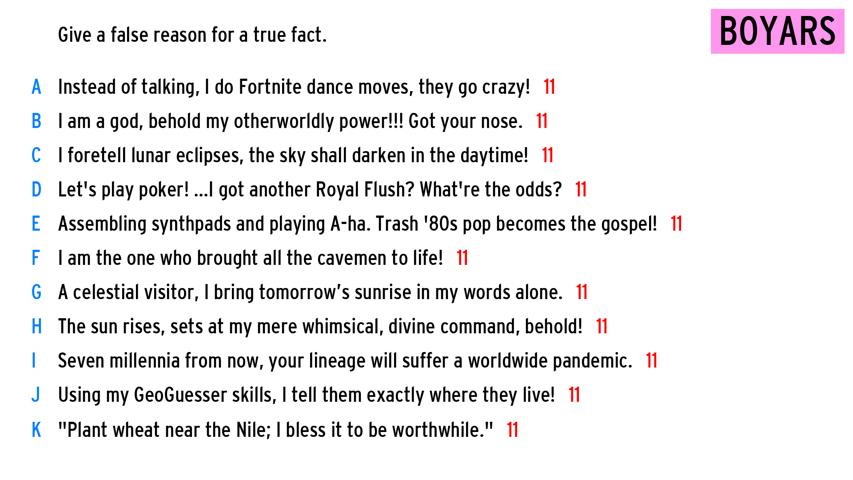 Give a false reason for a true fact.
BOYARS
A Instead of talking, I do Fortnite dance moves, they go crazy! 11
B I am a god, behold my otherworldly power!!! Got your nose. 11
C I foretell lunar eclipses, the sky shall darken in the daytime! 11
D Let's play poker! ...I got another Royal Flush? What're the odds? 11
E Assembling synthpads and playing A-ha. Trash '80s pop becomes the gospel! 11
F I am the one who brought all the cavemen to life! 11
G A celestial visitor, I bring tomorrow’s sunrise in my words alone. 11
H The sun rises, sets at my mere whimsical, divine command, behold! 11
I Seven millennia from now, your lineage will suffer a worldwide pandemic. 11
J Using my GeoGuesser skills, I tell them exactly where they live! 11
K "Plant wheat near the Nile; I bless it to be worthwhile." 11